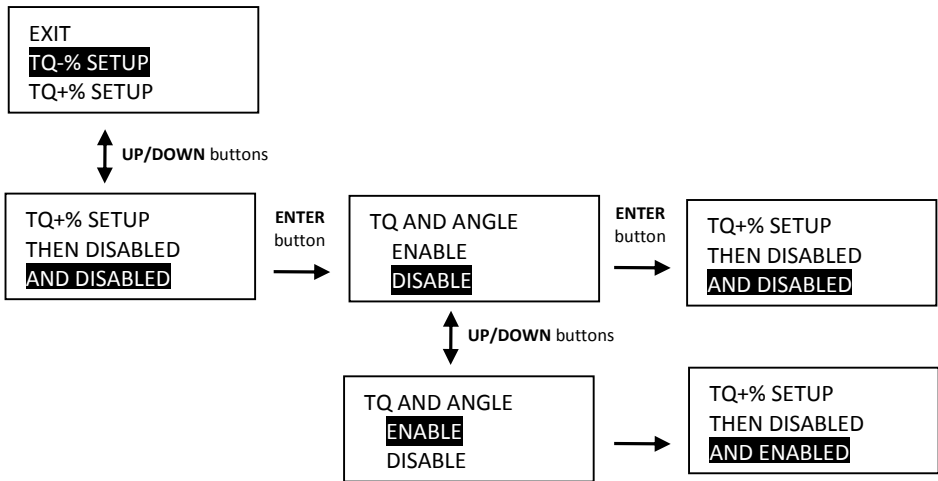 EXIT
TQ-% SETUP
TQ+% SETUP
UP/DOWN buttons
TQ+% SETUP
THEN DISABLED
AND DISABLED
ENTER
button
TQ AND ANGLE
ENABLE
DISABLE
ENTER
button
TQ+% SETUP
THEN DISABLED
AND DISABLED
UP/DOWN buttons
TQ AND ANGLE
ENABLE
DISABLE
TQ+% SETUP
THEN DISABLED
AND ENABLED